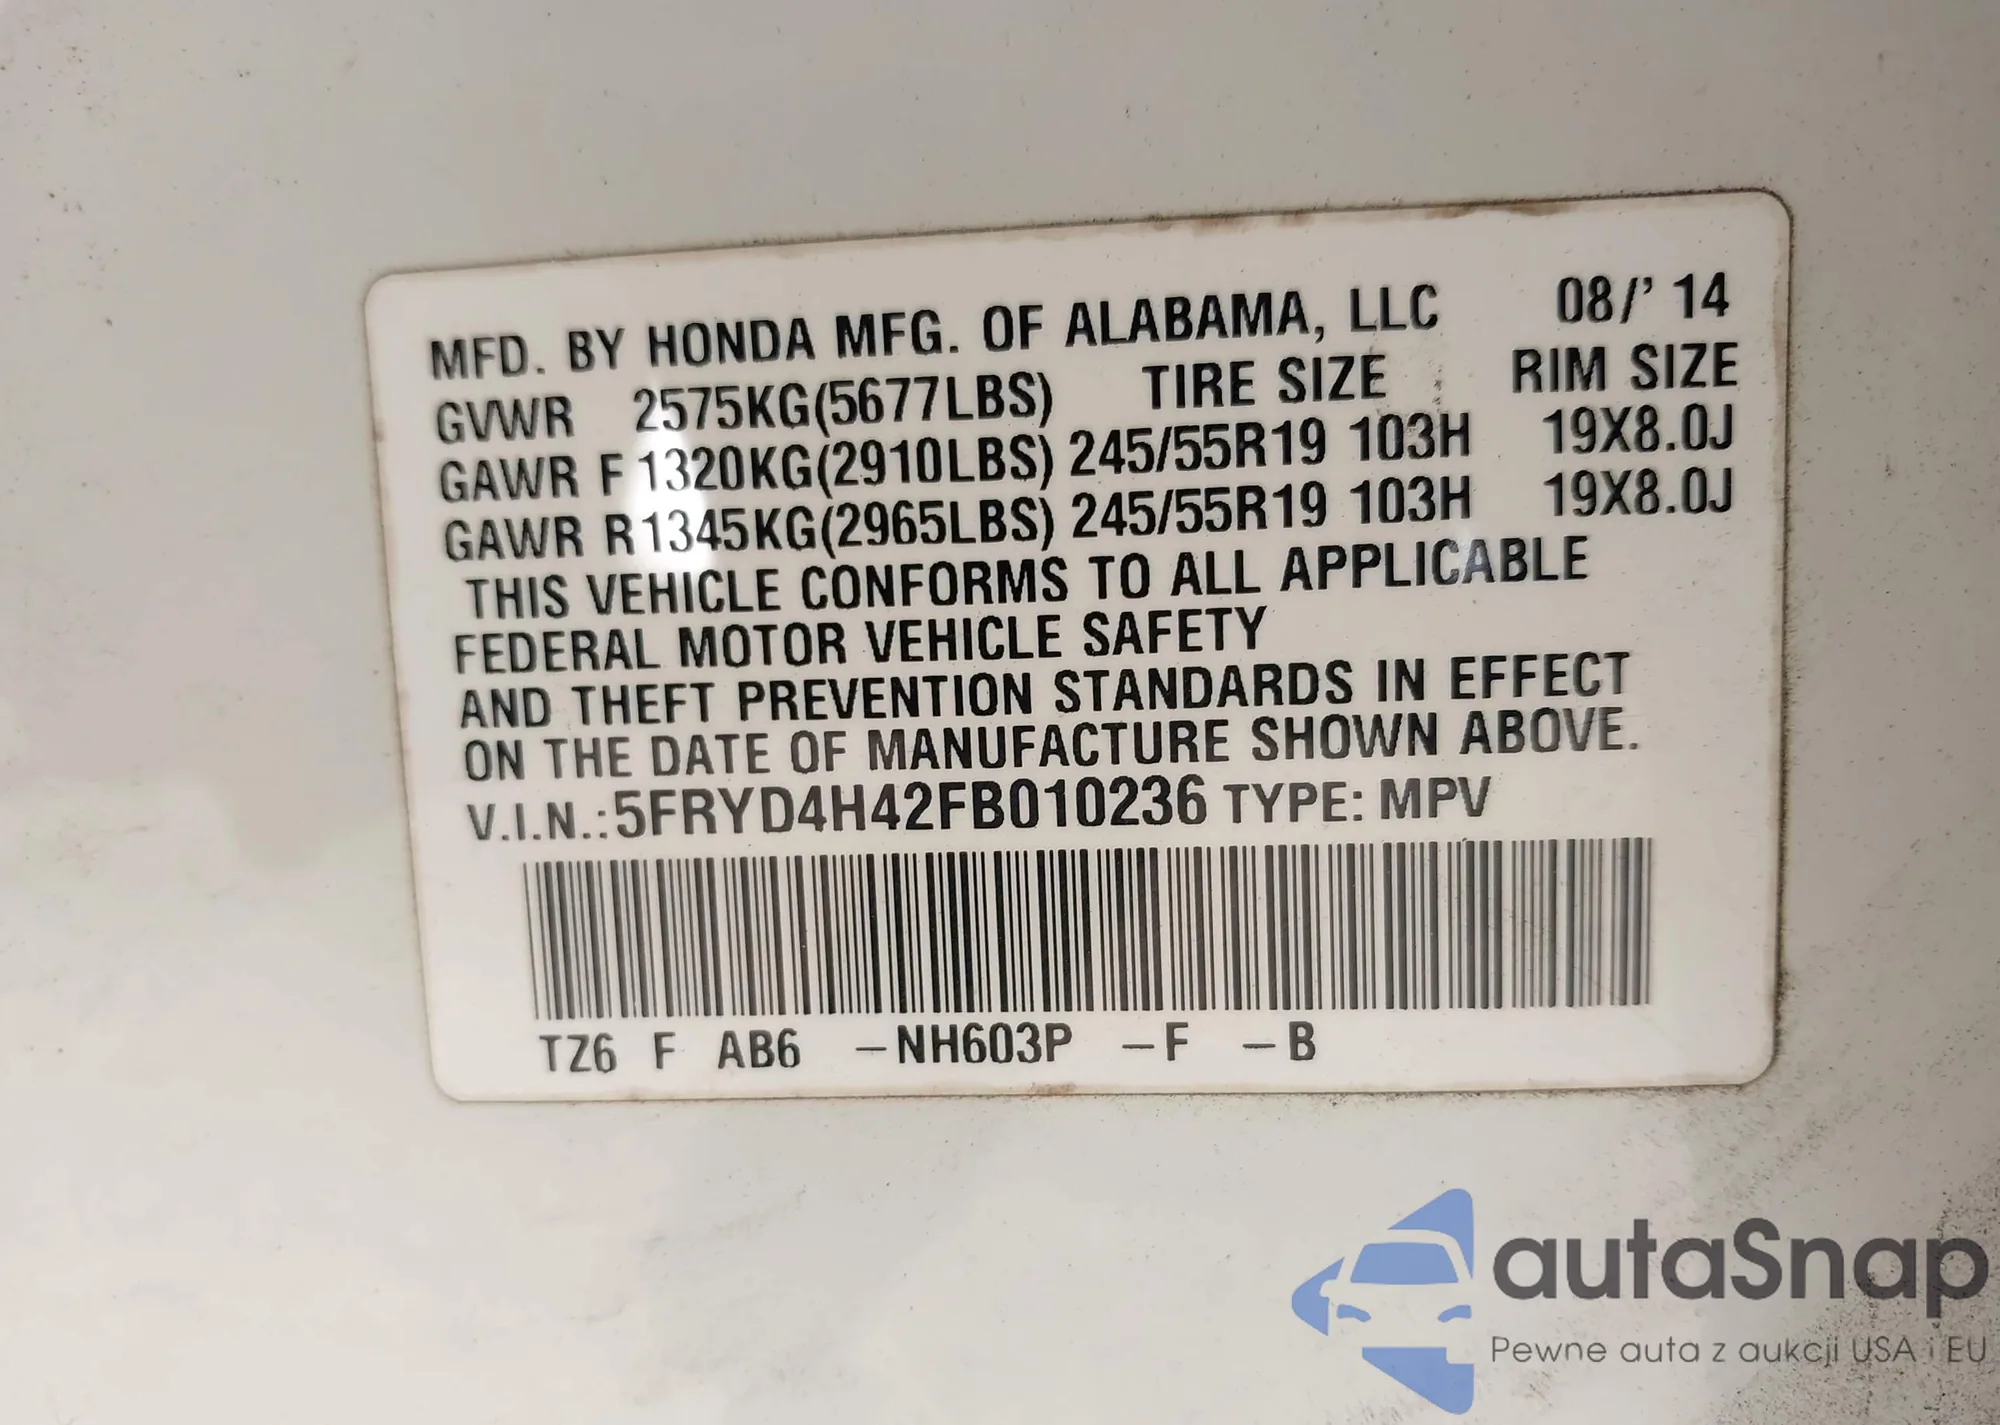 MFD. BY HONDA MFG. OF ALABAMA, LLC 08/'14
GVWR 2575KG(5677LBS) TIRE SIZE RIM SIZE
GAWR F 1320KG(2910LBS) 245/55R19 103H 19X8.0J
GAWR R 1345KG(2965LBS) 245/55R19 103H 19X8.0J
THIS VEHICLE CONFORMS TO ALL APPLICABLE
FEDERAL MOTOR VEHICLE SAFETY
AND THEFT PREVENTION STANDARDS IN EFFECT
ON THE DATE OF MANUFACTURE SHOWN ABOVE.
V.I.N.:5FRYD4H42FB010236 TYPE: MPV
TZ6 F AB6 –NH603P –F –B
autaSnap
Pewne auta z aukcji USA i EU